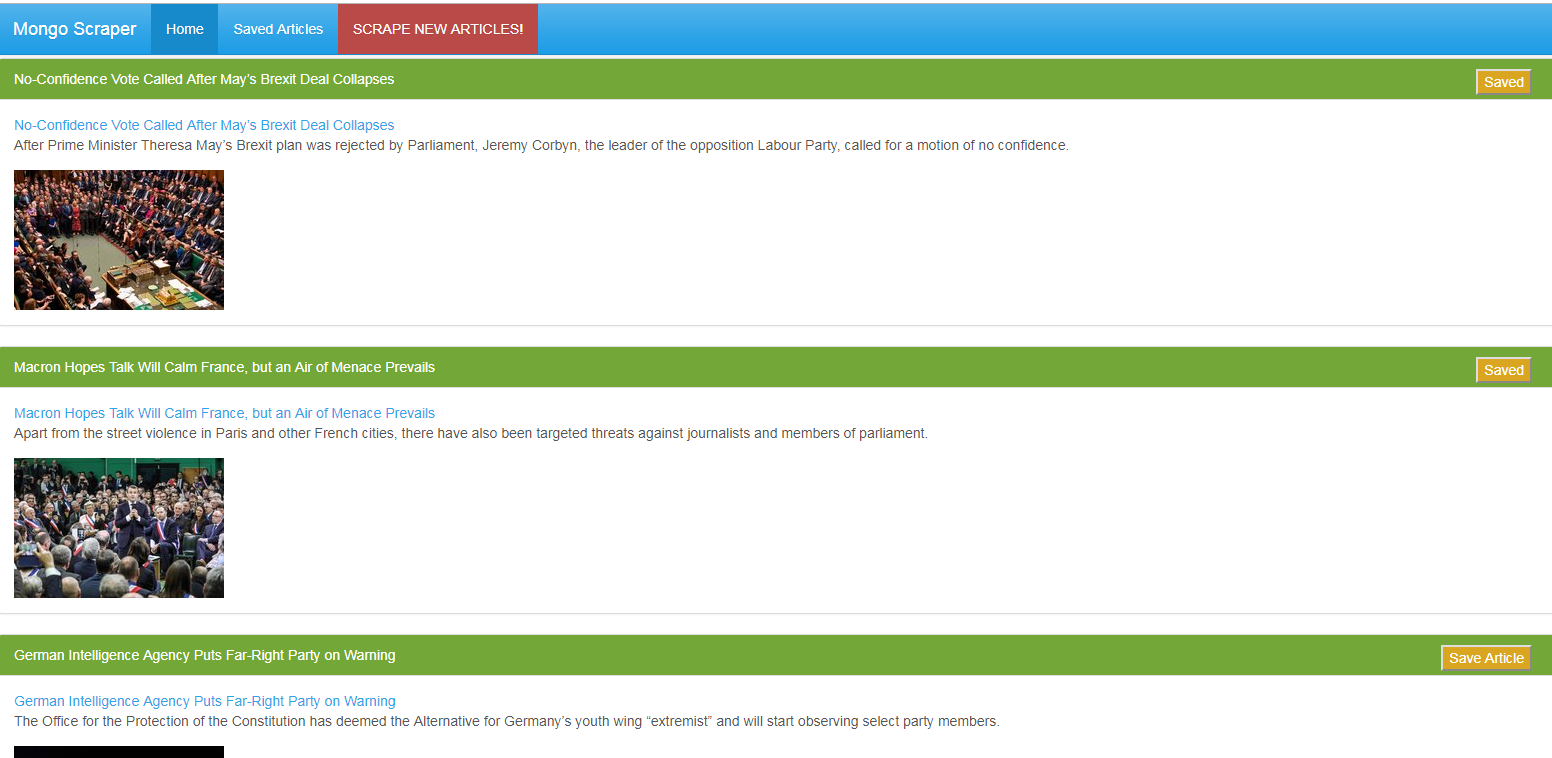 Mongo Scraper Home Saved Articles SCRAPE NEW ARTICLES!
No-Confidence Vote Called After May’s Brexit Deal Collapses Saved
No-Confidence Vote Called After May’s Brexit Deal Collapses
After Prime Minister Theresa May’s Brexit plan was rejected by Parliament, Jeremy Corbyn, the leader of the opposition Labour Party, called for a motion of no confidence.
Macron Hopes Talk Will Calm France, but an Air of Menace Prevails Saved
Macron Hopes Talk Will Calm France, but an Air of Menace Prevails
Apart from the street violence in Paris and other French cities, there have also been targeted threats against journalists and members of parliament.
German Intelligence Agency Puts Far-Right Party on Warning Save Article
German Intelligence Agency Puts Far-Right Party on Warning
The Office for the Protection of the Constitution has deemed the Alternative for Germany’s youth wing “extremist” and will start observing select party members.